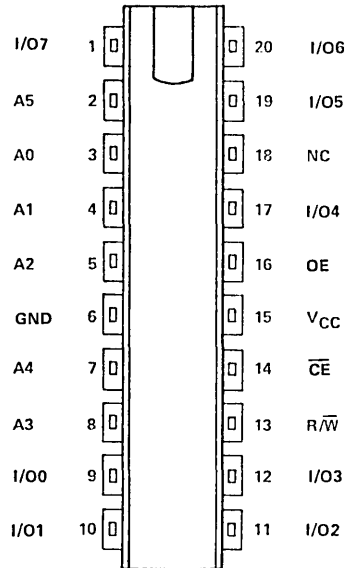 I/O7 1 20 I/O6
A5 2 19 I/O5
A0 3 18 NC
A1 4 17 I/O4
A2 5 16 OE
GND 6 15 VCC
A4 7 14 C̅E̅
A3 8 13 R/W̅
I/O0 9 12 I/O3
I/O1 10 11 I/O2